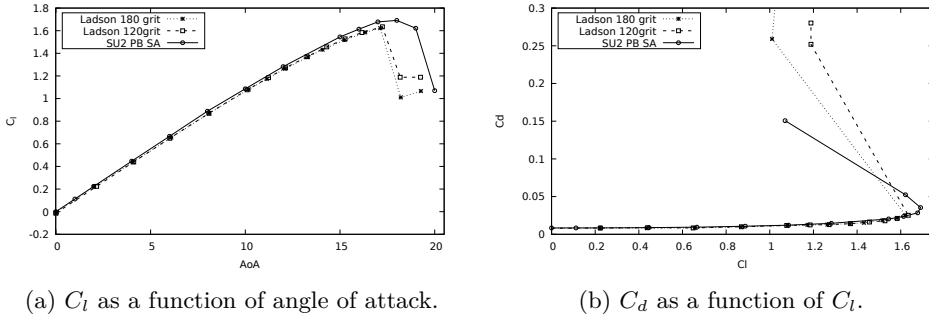 Ladson 180 grit
Ladson 120grit
SU2 PB SA
1.8
1.6
1.4
1.2
1
0.8
0.6
0.4
0.2
0
-0.2
C_l
0 5 10 15 20
AoA
(a) C_l as a function of angle of attack.
Ladson 180 grit
Ladson 120grit
SU2 PB SA
0.3
0.25
0.2
0.15
0.1
0.05
0
Cd
0 0.2 0.4 0.6 0.8 1 1.2 1.4 1.6
Cl
(b) C_d as a function of C_l.